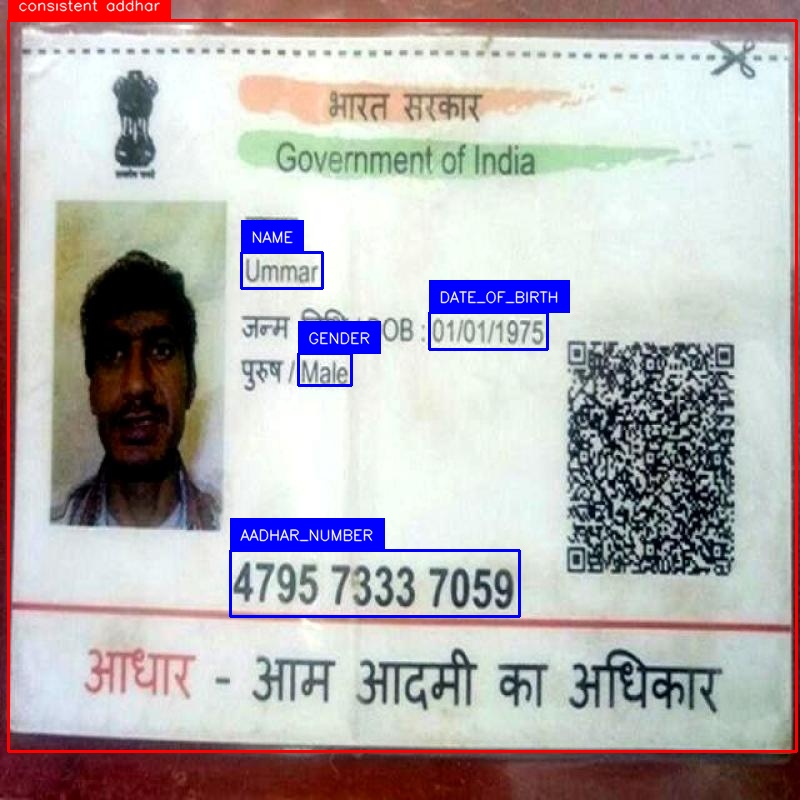 consistent addhar
भारत सरकार
Government of India
NAME
Ummar
DATE_OF_BIRTH
जन्म तिथि / DOB : 01/01/1975
GENDER
पुरुष / Male
AADHAR_NUMBER
4795 7333 7059
आधार - आम आदमी का अधिकार